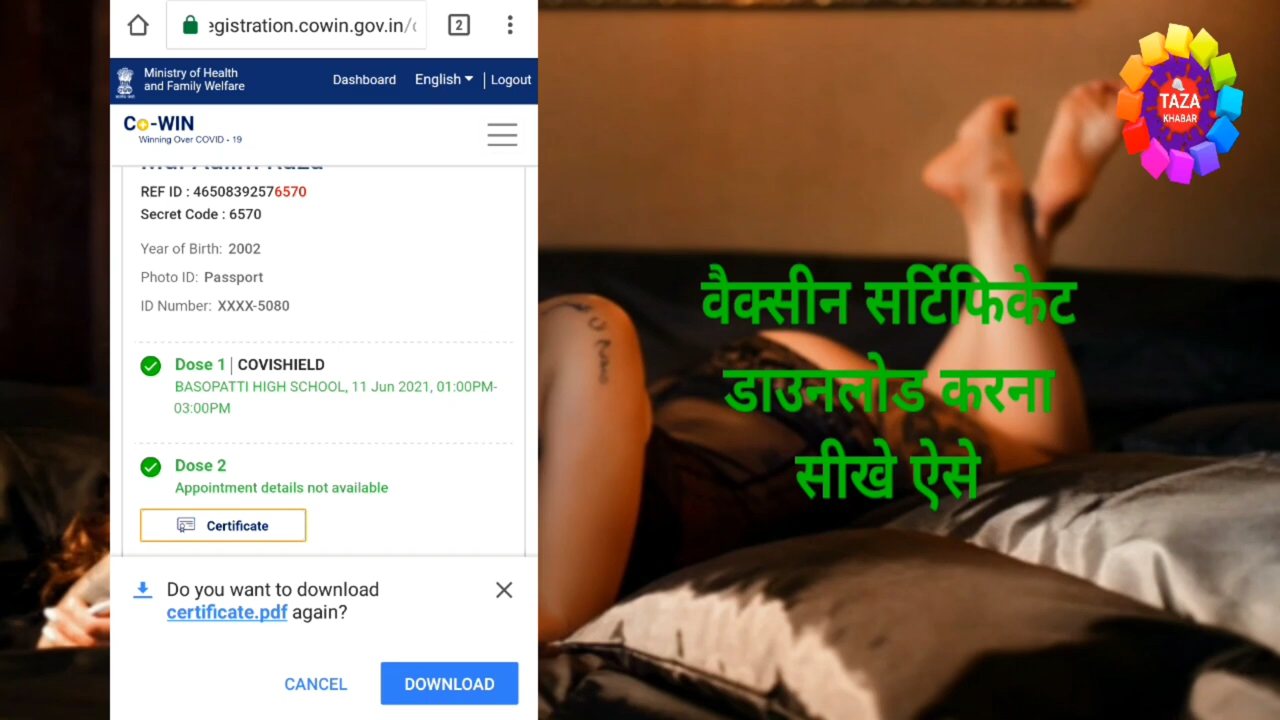 egistration.cowin.gov.in/
2
Ministry of Health
and Family Welfare
Dashboard
English
Logout
Co-WIN
Winning Over COVID - 19
REF ID : 46508392576570
Secret Code : 6570
Year of Birth: 2002
Photo ID: Passport
ID Number: XXXX-5080
Dose 1 | COVISHIELD
BASOPATTI HIGH SCHOOL, 11 Jun 2021, 01:00PM-
03:00PM
Dose 2
Appointment details not available
Certificate
Do you want to download
certificate.pdf again?
CANCEL
DOWNLOAD
TAZA
KHABAR
वैक्सीन सर्टिफिकेट
डाउनलोड करना
सीखे ऐसे